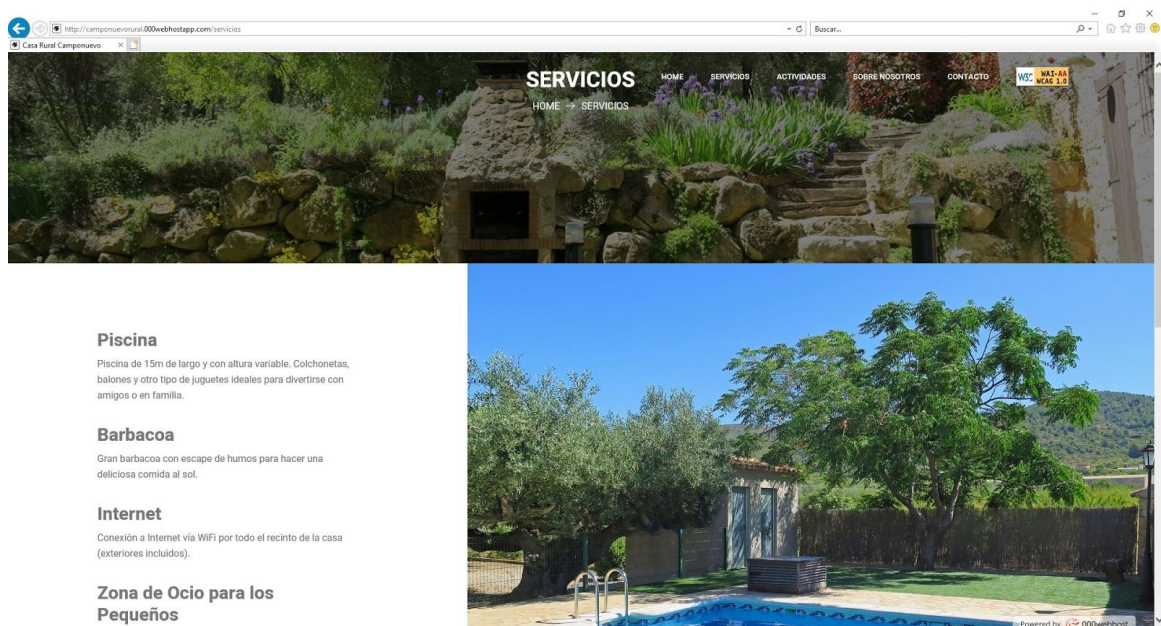 http://camponuevorural.000webhostapp.com/servicios
Buscar...
Casa Rural Camponuevo
SERVICIOS
HOME SERVICIOS ACTIVIDADES SOBRE NOSOTROS CONTACTO
W3C WAI-AA
WCAG 1.0
HOME → SERVICIOS
Piscina
Piscina de 15m de largo y con altura variable. Colchonetas,
balones y otro tipo de juguetes ideales para divertirse con
amigos o en familia.
Barbacoa
Gran barbacoa con escape de humos para hacer una
deliciosa comida al sol.
Internet
Conexión a Internet vía WiFi por todo el recinto de la casa
(exteriores incluidos).
Zona de Ocio para los
Pequeños
Powered by 000webhost